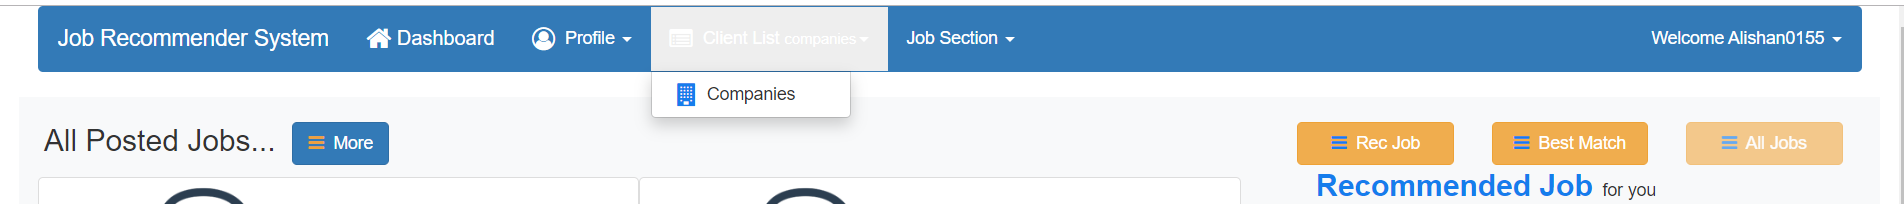 Job Recommender System Dashboard Profile Client List companies Job Section Welcome Alishan0155
Companies
All Posted Jobs... More Rec Job Best Match All Jobs
Recommended Job for you